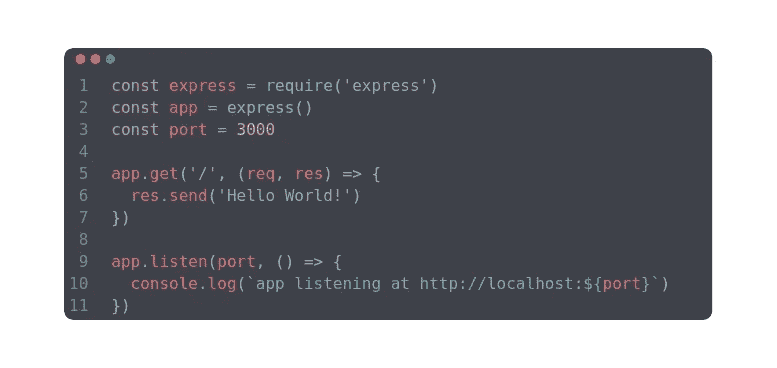 1 const express = require('express')
2 const app = express()
3 const port = 3000
4
5 app.get('/', (req, res) => {
6   res.send('Hello World!')
7 })
8
9 app.listen(port, () => {
10   console.log(`app listening at http://localhost:${port}`)
11 })